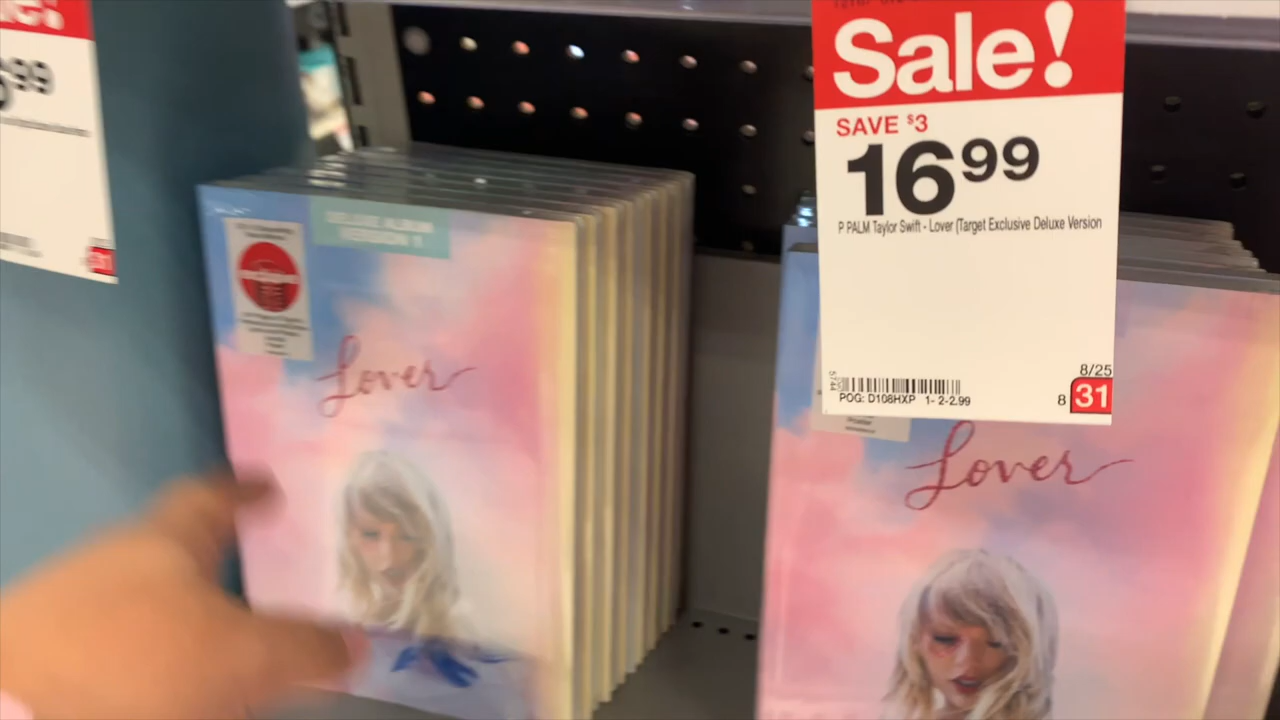 99
Sale!
SAVE $3
16 99
P PALM Taylor Swift - Lover (Target Exclusive Deluxe Version
8/25
8 31
POG: D108HXP 1- 2-2.99
DELUXE ALBUM
VERSION 1
Lover
Poster
Lover